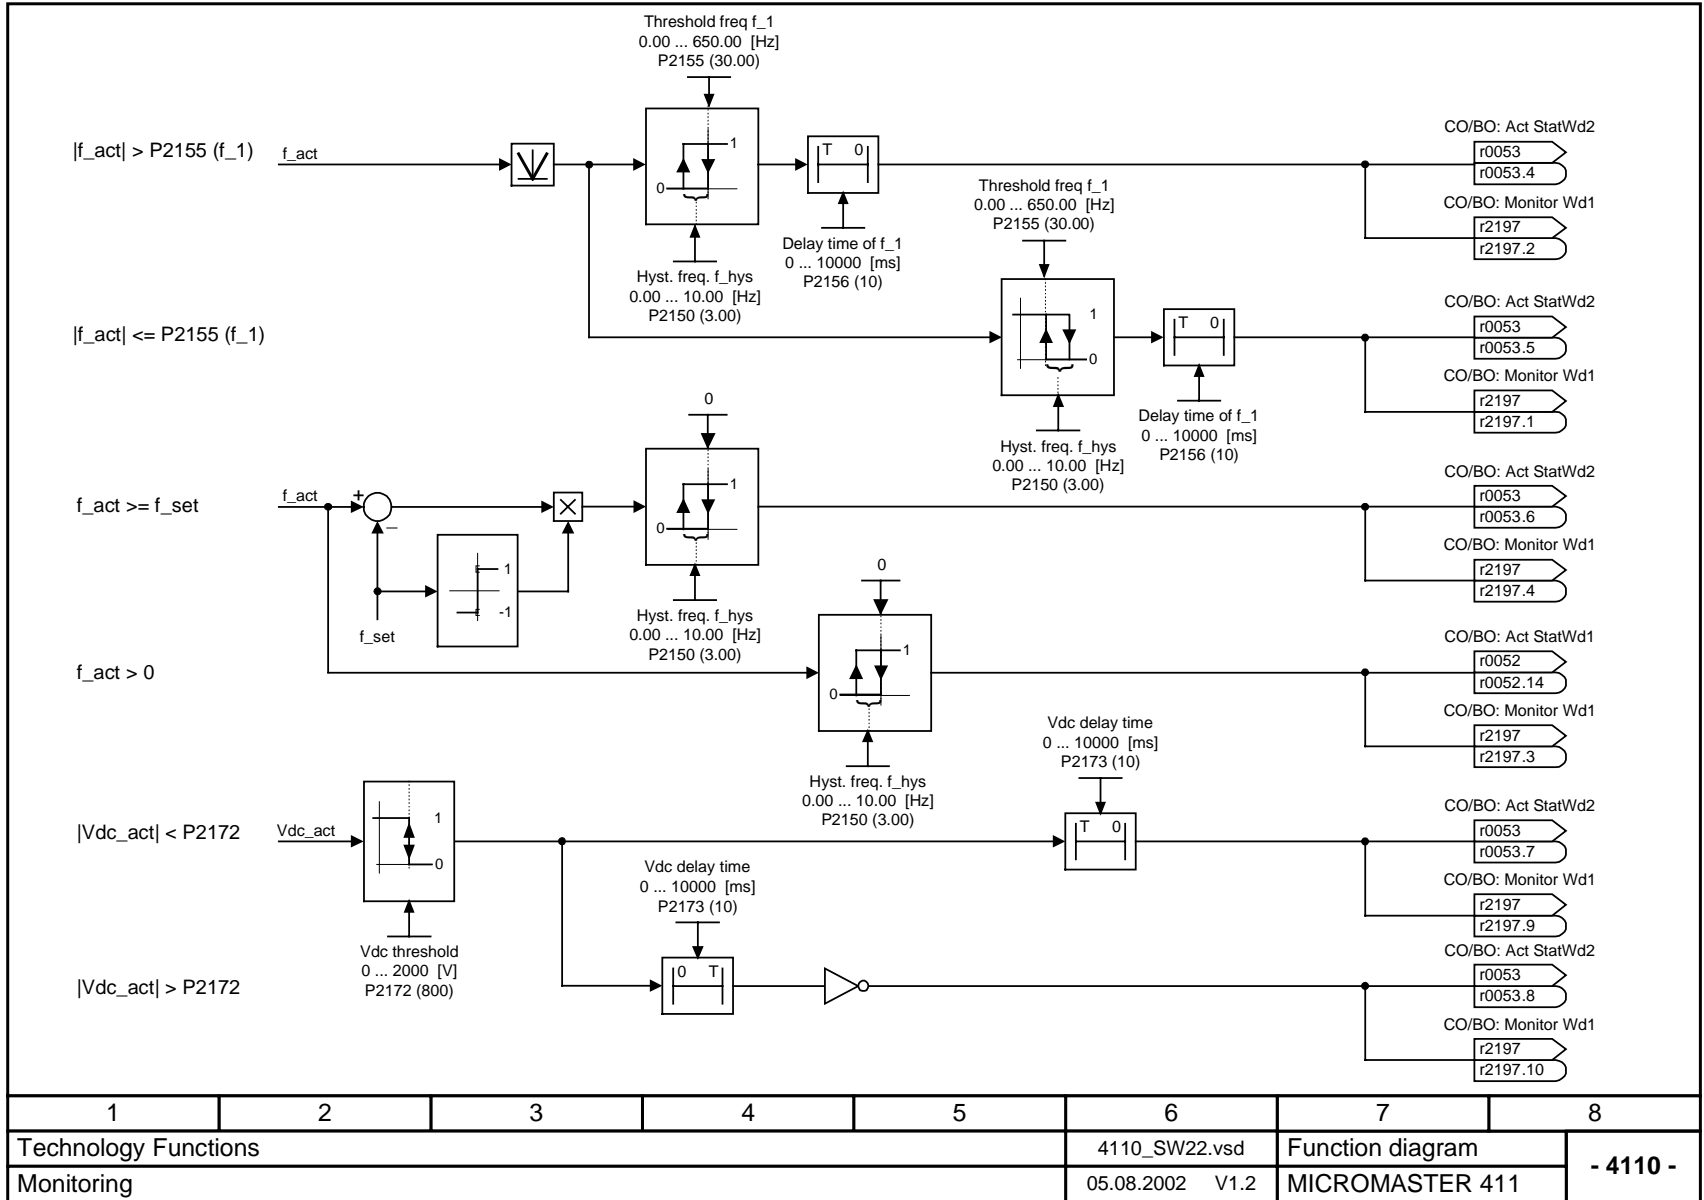 Threshold freq f_1
0.00 ... 650.00 [Hz]
P2155 (30.00)
|f_act| > P2155 (f_1)
f_act
1
0
T 0
Hyst. freq. f_hys
0.00 ... 10.00 [Hz]
P2150 (3.00)
Delay time of f_1
0 ... 10000 [ms]
P2156 (10)
CO/BO: Act StatWd2
r0053
r0053.4
CO/BO: Monitor Wd1
r2197
r2197.2
|f_act| <= P2155 (f_1)
Threshold freq f_1
0.00 ... 650.00 [Hz]
P2155 (30.00)
1
0
T 0
Hyst. freq. f_hys
0.00 ... 10.00 [Hz]
P2150 (3.00)
Delay time of f_1
0 ... 10000 [ms]
P2156 (10)
CO/BO: Act StatWd2
r0053
r0053.5
CO/BO: Monitor Wd1
r2197
r2197.1
f_act >= f_set
f_act
+
–
f_set
1
-1
0
1
0
Hyst. freq. f_hys
0.00 ... 10.00 [Hz]
P2150 (3.00)
CO/BO: Act StatWd2
r0053
r0053.6
CO/BO: Monitor Wd1
r2197
r2197.4
f_act > 0
0
1
0
Hyst. freq. f_hys
0.00 ... 10.00 [Hz]
P2150 (3.00)
CO/BO: Act StatWd1
r0052
r0052.14
CO/BO: Monitor Wd1
r2197
r2197.3
|Vdc_act| < P2172
Vdc_act
1
0
Vdc threshold
0 ... 2000 [V]
P2172 (800)
Vdc delay time
0 ... 10000 [ms]
P2173 (10)
T 0
CO/BO: Act StatWd2
r0053
r0053.7
CO/BO: Monitor Wd1
r2197
r2197.9
|Vdc_act| > P2172
Vdc delay time
0 ... 10000 [ms]
P2173 (10)
0 T
CO/BO: Act StatWd2
r0053
r0053.8
CO/BO: Monitor Wd1
r2197
r2197.10
1 2 3 4 5 6 7 8
Technology Functions
4110_SW22.vsd
Function diagram
- 4110 -
Monitoring
05.08.2002 V1.2
MICROMASTER 411